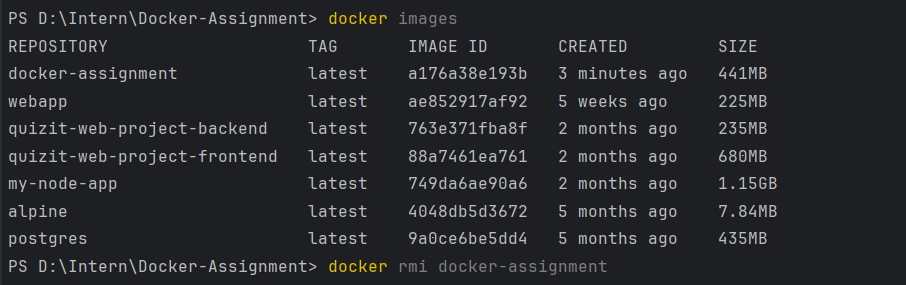 PS D:\Intern\Docker-Assignment> docker images
REPOSITORY TAG IMAGE ID CREATED SIZE
docker-assignment latest a176a38e193b 3 minutes ago 441MB
webapp latest ae852917af92 5 weeks ago 225MB
quizit-web-project-backend latest 763e371fba8f 2 months ago 235MB
quizit-web-project-frontend latest 88a7461ea761 2 months ago 680MB
my-node-app latest 749da6ae90a6 2 months ago 1.15GB
alpine latest 4048db5d3672 5 months ago 7.84MB
postgres latest 9a0ce6be5dd4 5 months ago 435MB
PS D:\Intern\Docker-Assignment> docker rmi docker-assignment